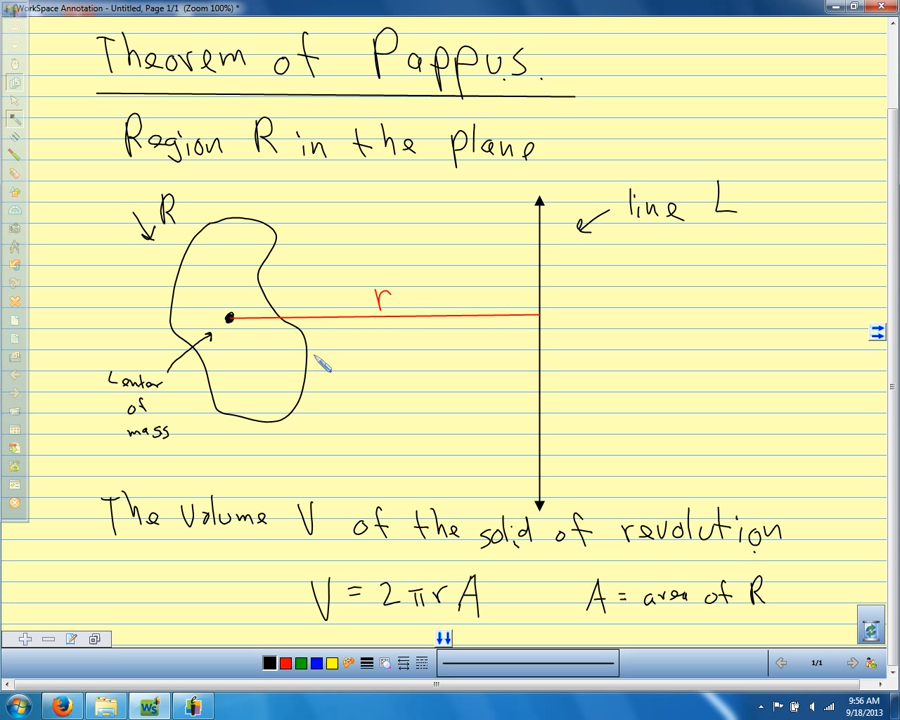 WorkSpace Annotation - Untitled, Page 1/1 (Zoom 100%) *
Theorem of Pappus.
Region R in the plane
R
line L
r
Center
of
mass
The volume V of the solid of revolution
V = 2πrA
A = area of R
1/1
9:56 AM
9/18/2013